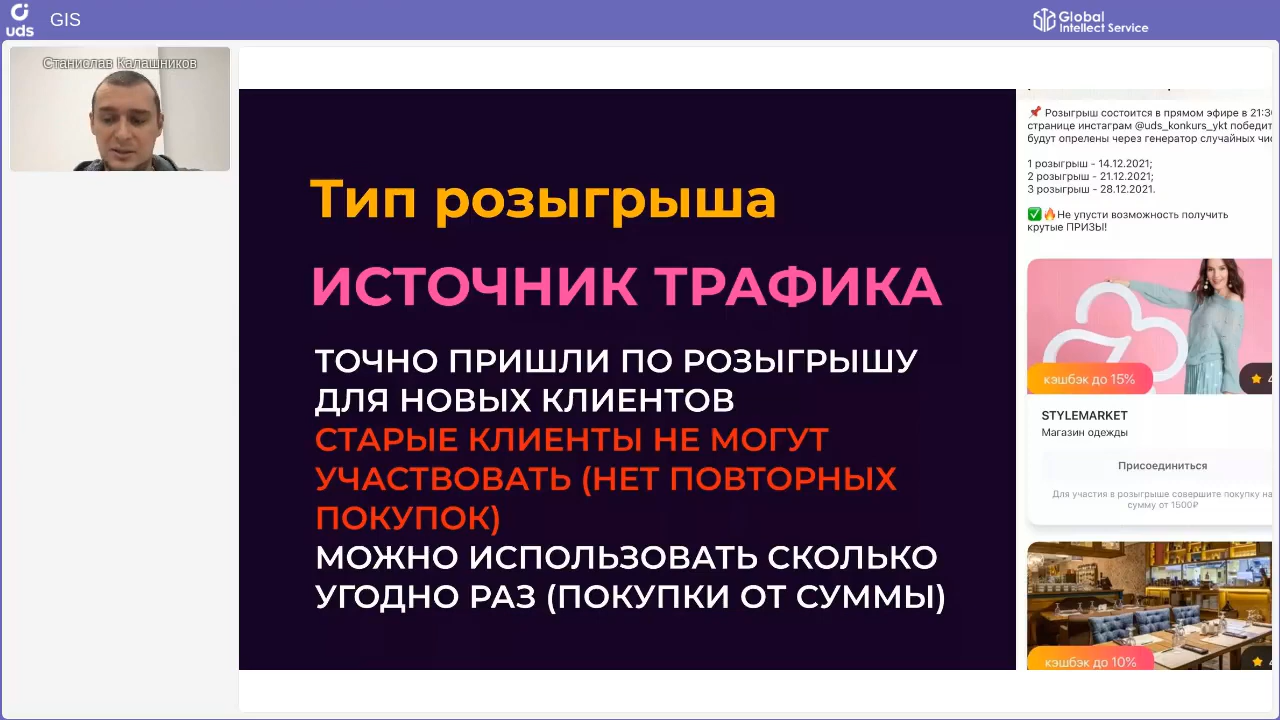 uds
GIS
Global
Intellect Service
Станислав Калашников
Тип розыгрыша
ИСТОЧНИК ТРАФИКА
ТОЧНО ПРИШЛИ ПО РОЗЫГРЫШУ
ДЛЯ НОВЫХ КЛИЕНТОВ
СТАРЫЕ КЛИЕНТЫ НЕ МОГУТ
УЧАСТВОВАТЬ (НЕТ ПОВТОРНЫХ
ПОКУПОК)
МОЖНО ИСПОЛЬЗОВАТЬ СКОЛЬКО
УГОДНО РАЗ (ПОКУПКИ ОТ СУММЫ)
📌 Розыгрыш состоится в прямом эфире в 21:30
странице инстаграм @uds_konkurs_ykt победит
будут опрелены через генератор случайных чис
1 розыгрыш - 14.12.2021;
2 розыгрыш - 21.12.2021;
3 розыгрыш - 28.12.2021.
✅🔥Не упусти возможность получить
крутые ПРИЗЫ!
кэшбэк до 15%
STYLEMARKET
Магазин одежды
Присоединиться
Для участия в розыгрыше совершите покупку на
сумму от 1500₽
кэшбэк до 10%